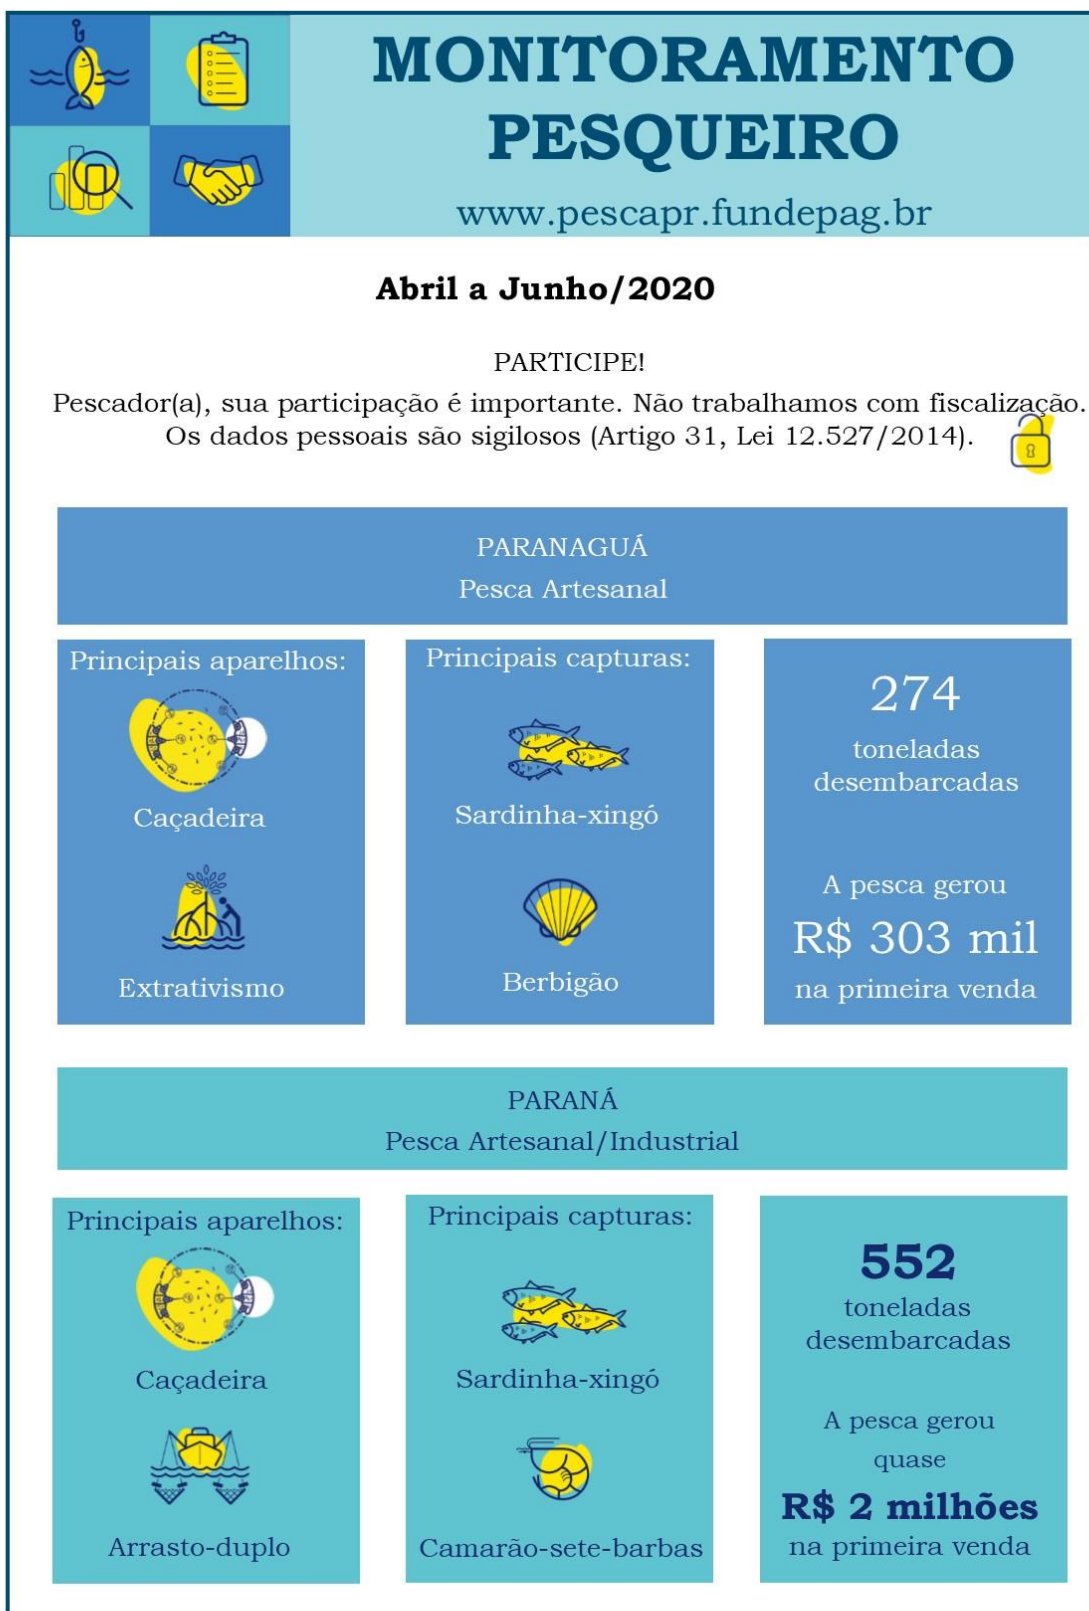 MONITORAMENTO
PESQUEIRO
www.pescapr.fundepag.br
Abril a Junho/2020
PARTICIPE!
Pescador(a), sua participação é importante. Não trabalhamos com fiscalização.
Os dados pessoais são sigilosos (Artigo 31, Lei 12.527/2014).
PARANAGUÁ
Pesca Artesanal
Principais aparelhos:
Caçadeira
Extrativismo
Principais capturas:
Sardinha-xingó
Berbigão
274
toneladas
desembarcadas
A pesca gerou
R$ 303 mil
na primeira venda
PARANÁ
Pesca Artesanal/Industrial
Principais aparelhos:
Caçadeira
Arrasto-duplo
Principais capturas:
Sardinha-xingó
Camarão-sete-barbas
552
toneladas
desembarcadas
A pesca gerou
quase
R$ 2 milhões
na primeira venda